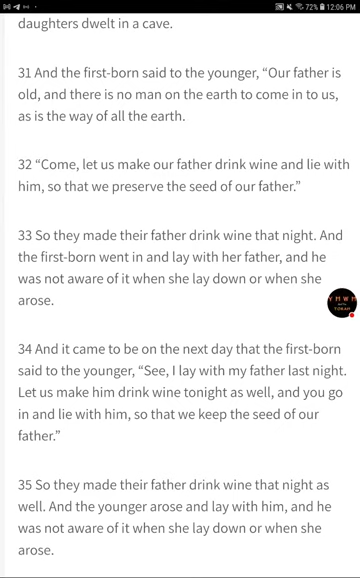 72% 12:06 PM
daughters dwelt in a cave.
31 And the first-born said to the younger, “Our father is
old, and there is no man on the earth to come in to us,
as is the way of all the earth.
32 “Come, let us make our father drink wine and lie with
him, so that we preserve the seed of our father.”
33 So they made their father drink wine that night. And
the first-born went in and lay with her father, and he
was not aware of it when she lay down or when she
arose.
YMWM
TORAH
34 And it came to be on the next day that the first-born
said to the younger, “See, I lay with my father last night.
Let us make him drink wine tonight as well, and you go
in and lie with him, so that we keep the seed of our
father.”
35 So they made their father drink wine that night as
well. And the younger arose and lay with him, and he
was not aware of it when she lay down or when she
arose.